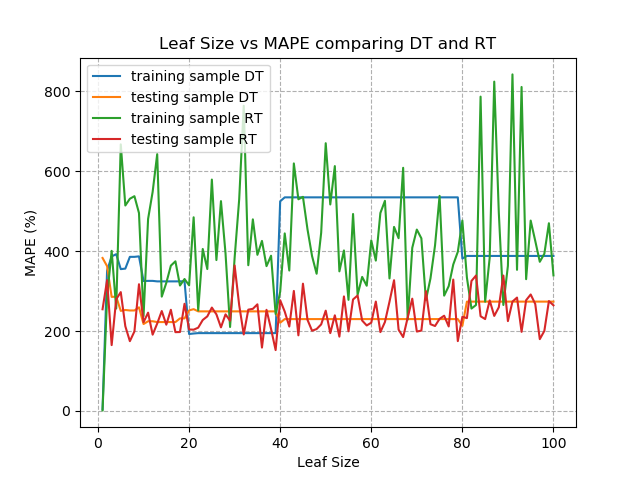 Leaf Size vs MAPE comparing DT and RT
training sample DT
testing sample DT
training sample RT
testing sample RT
MAPE (%)
800
600
400
200
0
0 20 40 60 80 100
Leaf Size